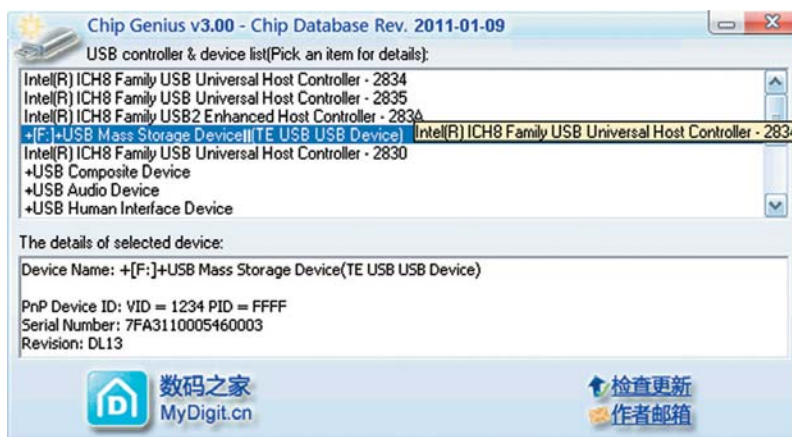 Chip Genius v3.00 - Chip Database Rev. 2011-01-09
USB controller & device list(Pick an item for details):
Intel(R) ICH8 Family USB Universal Host Controller - 2834
Intel(R) ICH8 Family USB Universal Host Controller - 2835
Intel(R) ICH8 Family USB2 Enhanced Host Controller - 283A
+[F:]+USB Mass Storage Device||(TE USB USB Device)
Intel(R) ICH8 Family USB Universal Host Controller - 2834
Intel(R) ICH8 Family USB Universal Host Controller - 2830
+USB Composite Device
+USB Audio Device
+USB Human Interface Device
The details of selected device:
Device Name: +[F:]+USB Mass Storage Device(TE USB USB Device)
PnP Device ID: VID = 1234 PID = FFFF
Serial Number: 7FA3110005460003
Revision: DL13
数码之家
MyDigit.cn
检查更新
作者邮箱